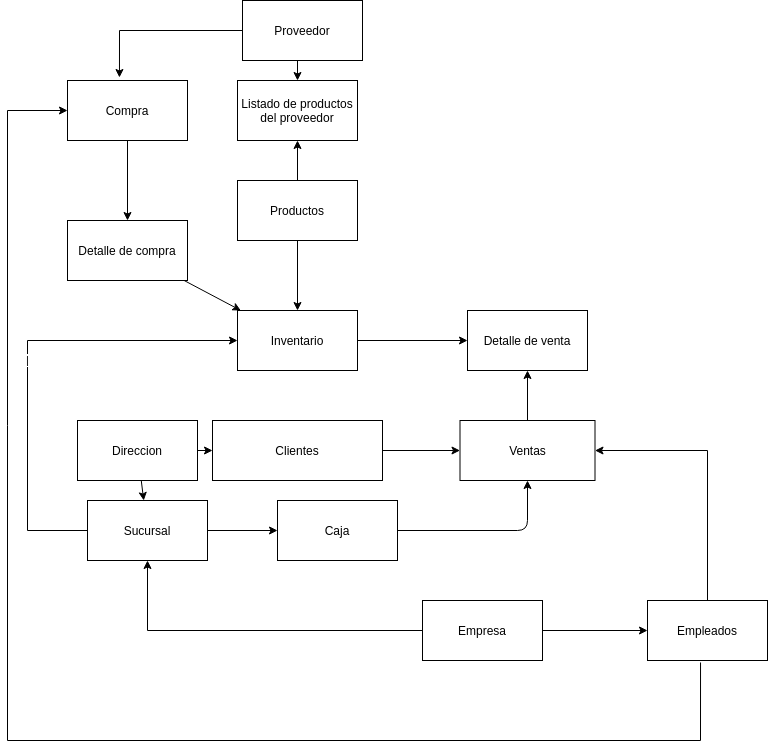 Proveedor
Compra
Listado de productos
del proveedor
Productos
Detalle de compra
Inventario
Detalle de venta
Direccion
Clientes
Ventas
Sucursal
Caja
Empresa
Empleados